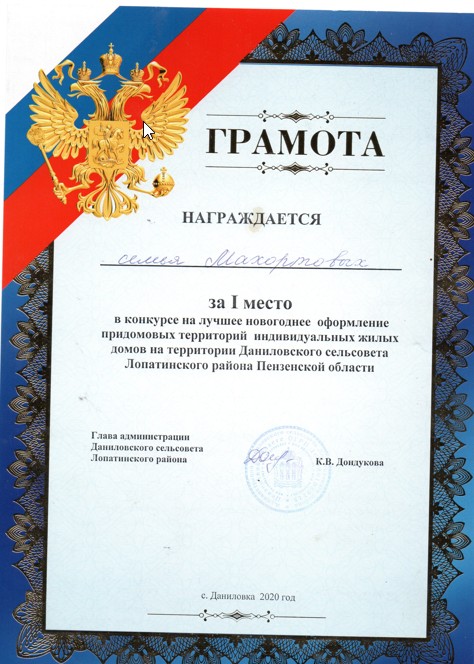 ГРАМОТА
НАГРАЖДАЕТСЯ
семья Махортовых
за I место
в конкурсе на лучшее новогоднее оформление
придомовых территорий индивидуальных жилых
домов на территории Даниловского сельсовета
Лопатинского района Пензенской области
Глава администрации
Даниловского сельсовета
Лопатинского района
К.В. Дондукова
с. Даниловка 2020 год